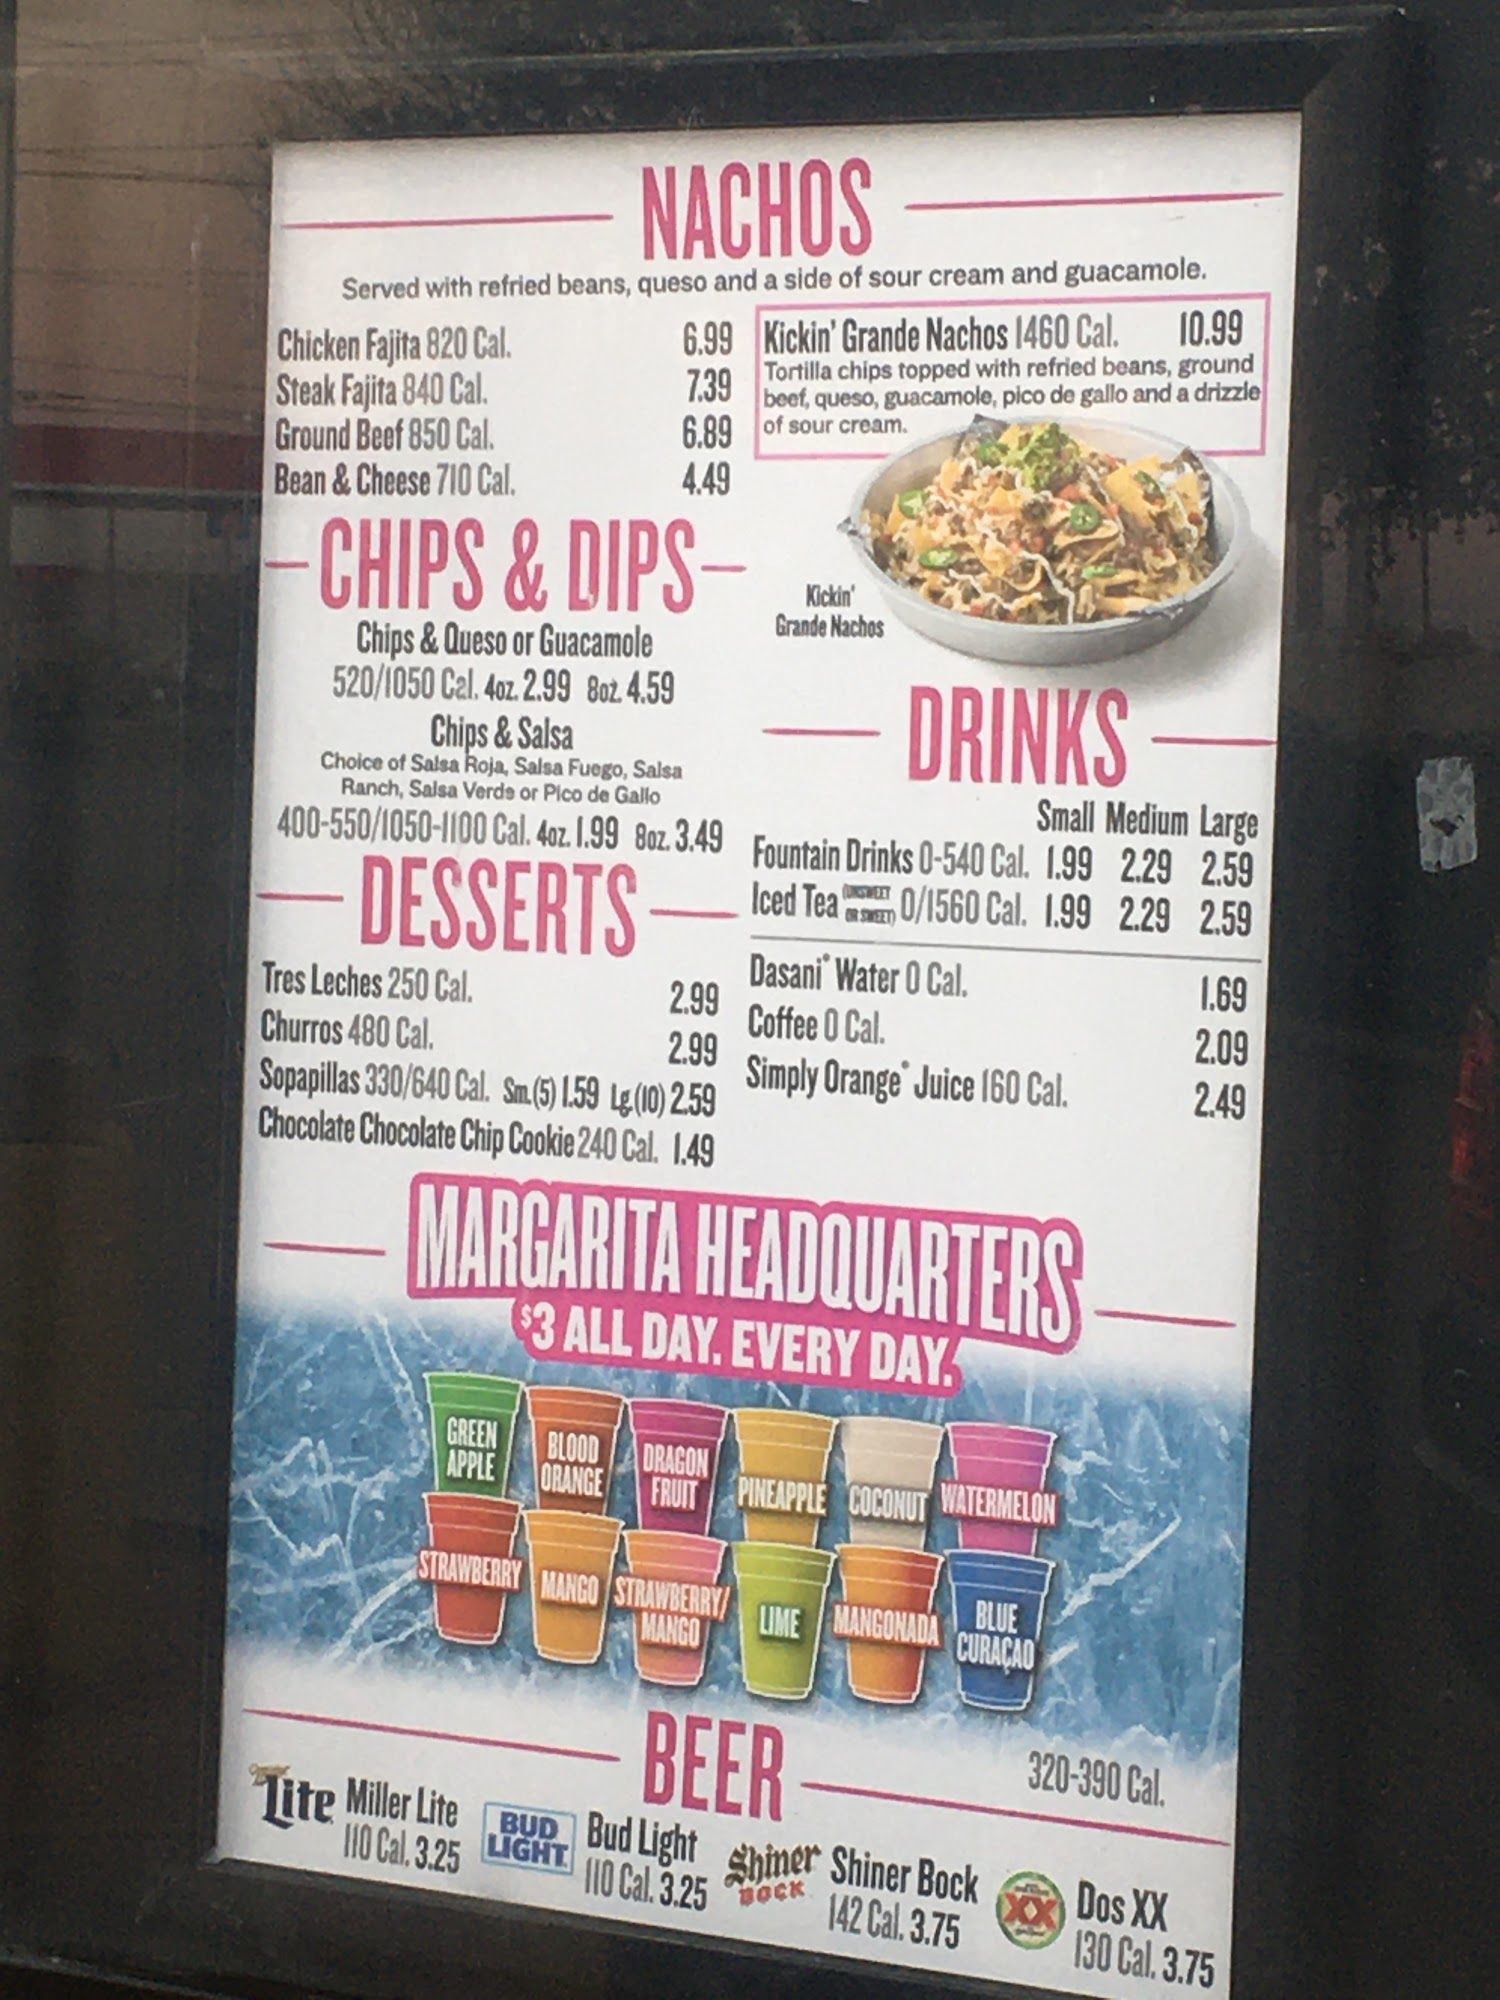 NACHOS
Served with refried beans, queso and a side of sour cream and guacamole.
Chicken Fajita 820 Cal. 6.99
Steak Fajita 840 Cal. 7.39
Ground Beef 850 Cal. 6.89
Bean & Cheese 710 Cal. 4.49
Kickin' Grande Nachos 1460 Cal. 10.99
Tortilla chips topped with refried beans, ground
beef, queso, guacamole, pico de gallo and a drizzle
of sour cream.
Kickin'
Grande Nachos
CHIPS & DIPS
Chips & Queso or Guacamole
520/1050 Cal. 4oz. 2.99 8oz. 4.59
Chips & Salsa
Choice of Salsa Roja, Salsa Fuego, Salsa
Ranch, Salsa Verde or Pico de Gallo
400-550/1050-1100 Cal. 4oz. 1.99 8oz. 3.49
DESSERTS
Tres Leches 250 Cal. 2.99
Churros 480 Cal. 2.99
Sopapillas 330/640 Cal. Sm.(5) 1.59 Lg.(10) 2.59
Chocolate Chocolate Chip Cookie 240 Cal. 1.49
DRINKS
Small Medium Large
Fountain Drinks 0-540 Cal. 1.99 2.29 2.59
Iced Tea (UNSWEET OR SWEET) 0/1560 Cal. 1.99 2.29 2.59
Dasani® Water 0 Cal. 1.69
Coffee 0 Cal. 2.09
Simply Orange® Juice 160 Cal. 2.49
MARGARITA HEADQUARTERS
$3 ALL DAY. EVERY DAY.
GREEN
APPLE
BLOOD
ORANGE
DRAGON
FRUIT
PINEAPPLE
COCONUT
WATERMELON
STRAWBERRY
MANGO
STRAWBERRY/
MANGO
LIME
MANGONADA
BLUE
CURAÇAO
320-390 Cal.
BEER
Lite
Miller Lite
110 Cal. 3.25
BUD
LIGHT
Bud Light
110 Cal. 3.25
Shiner
BOCK
Shiner Bock
142 Cal. 3.75
XX
Dos XX
130 Cal. 3.75